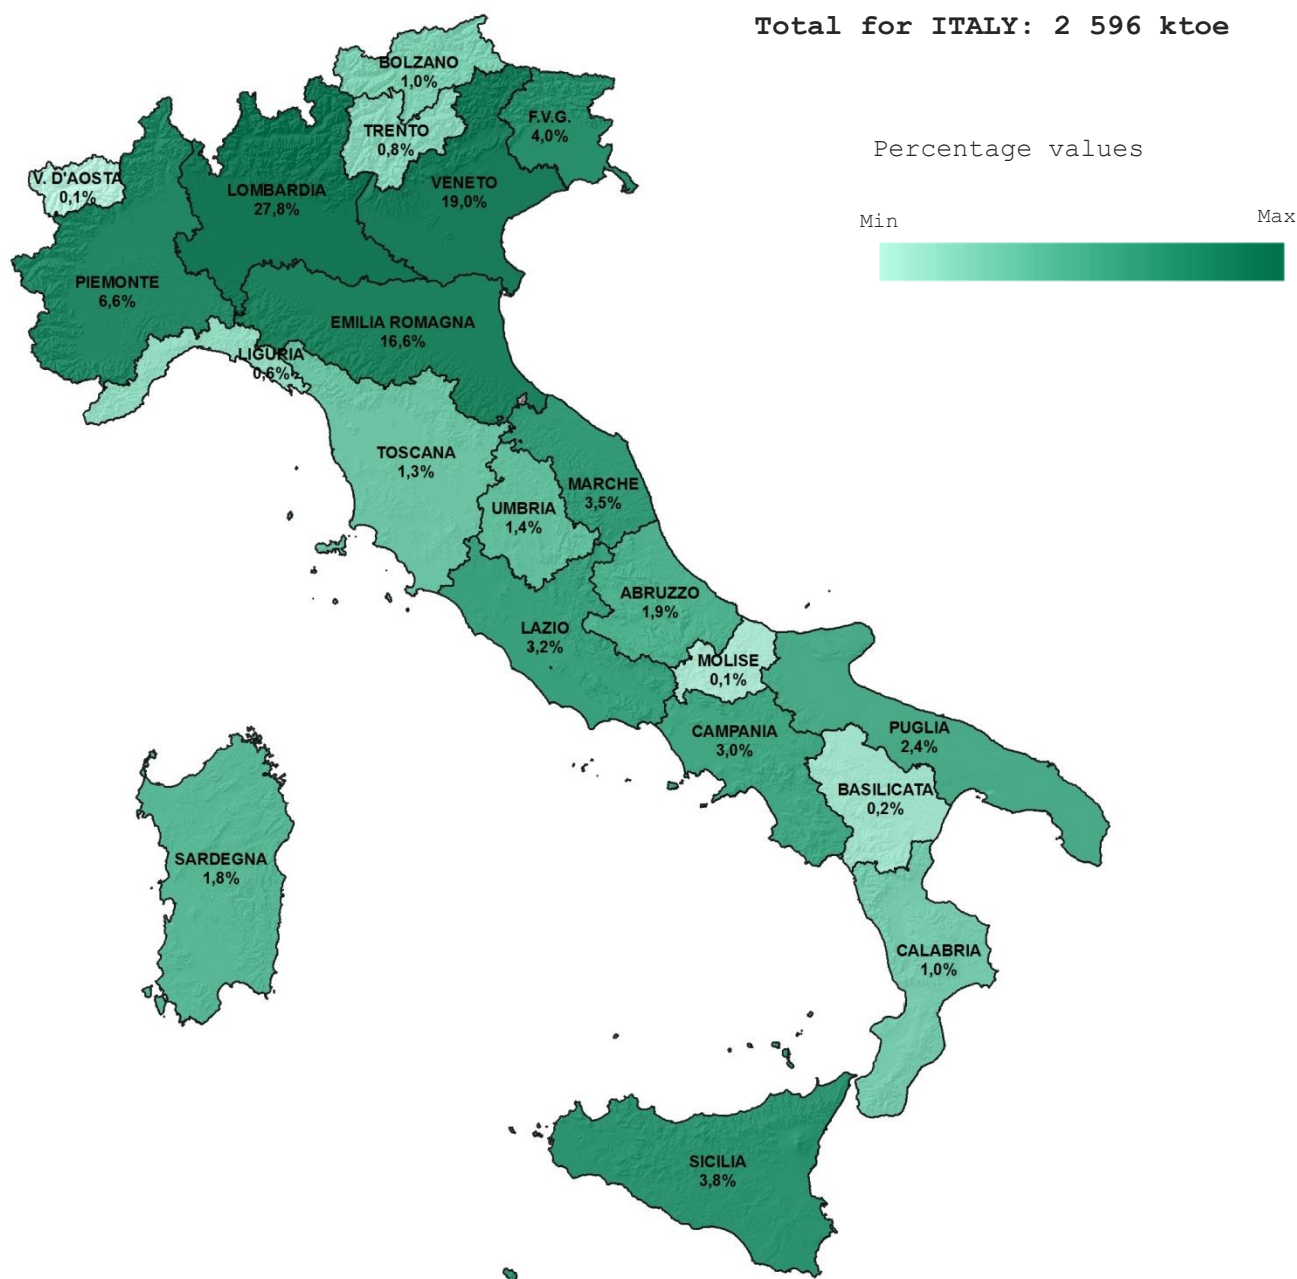 Total for ITALY: 2 596 ktoe
BOLZANO
1,0%
TRENTO
0,8%
F.V.G.
4,0%
Percentage values
V. D'AOSTA
0,1%
LOMBARDIA
27,8%
VENETO
19,0%
Min
Max
PIEMONTE
6,6%
EMILIA ROMAGNA
16,6%
LIGURIA
0,6%
TOSCANA
1,3%
UMBRIA
1,4%
MARCHE
3,5%
ABRUZZO
1,9%
LAZIO
3,2%
MOLISE
0,1%
CAMPANIA
3,0%
PUGLIA
2,4%
BASILICATA
0,2%
SARDEGNA
1,8%
CALABRIA
1,0%
SICILIA
3,8%